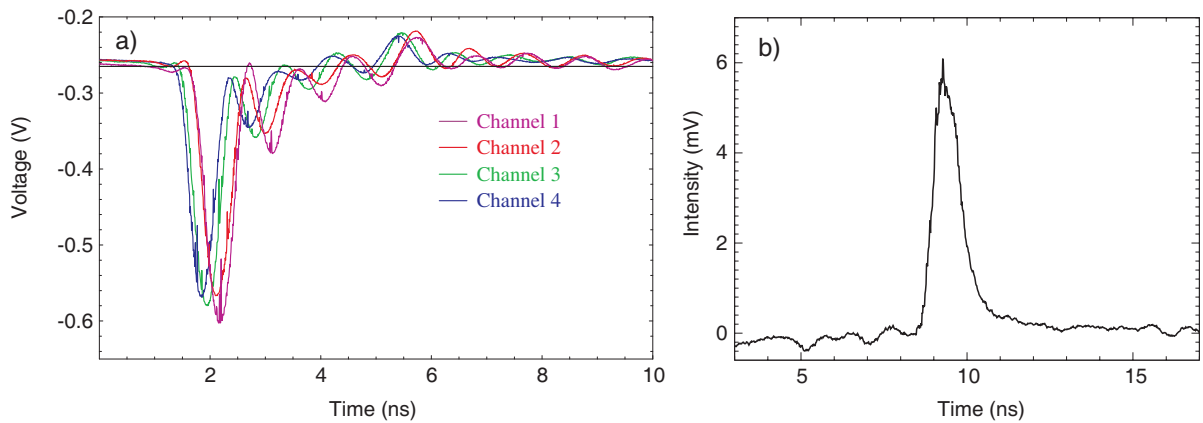 a)
-0.2
-0.3
-0.4
-0.5
-0.6
Voltage (V)
Channel 1
Channel 2
Channel 3
Channel 4
2
4
6
8
10
Time (ns)
b)
6
4
2
0
Intensity (mV)
5
10
15
Time (ns)